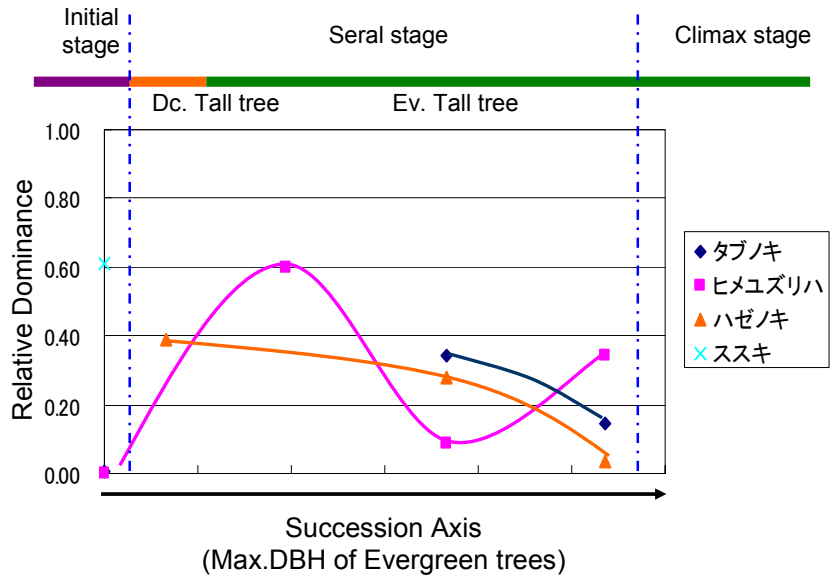 Initial
stage
Seral stage
Climax stage
Dc. Tall tree
Ev. Tall tree
1.00
0.80
0.60
0.40
0.20
0.00
Relative Dominance
タブノキ
ヒメユズリハ
ハゼノキ
ススキ
Succession Axis
(Max.DBH of Evergreen trees)